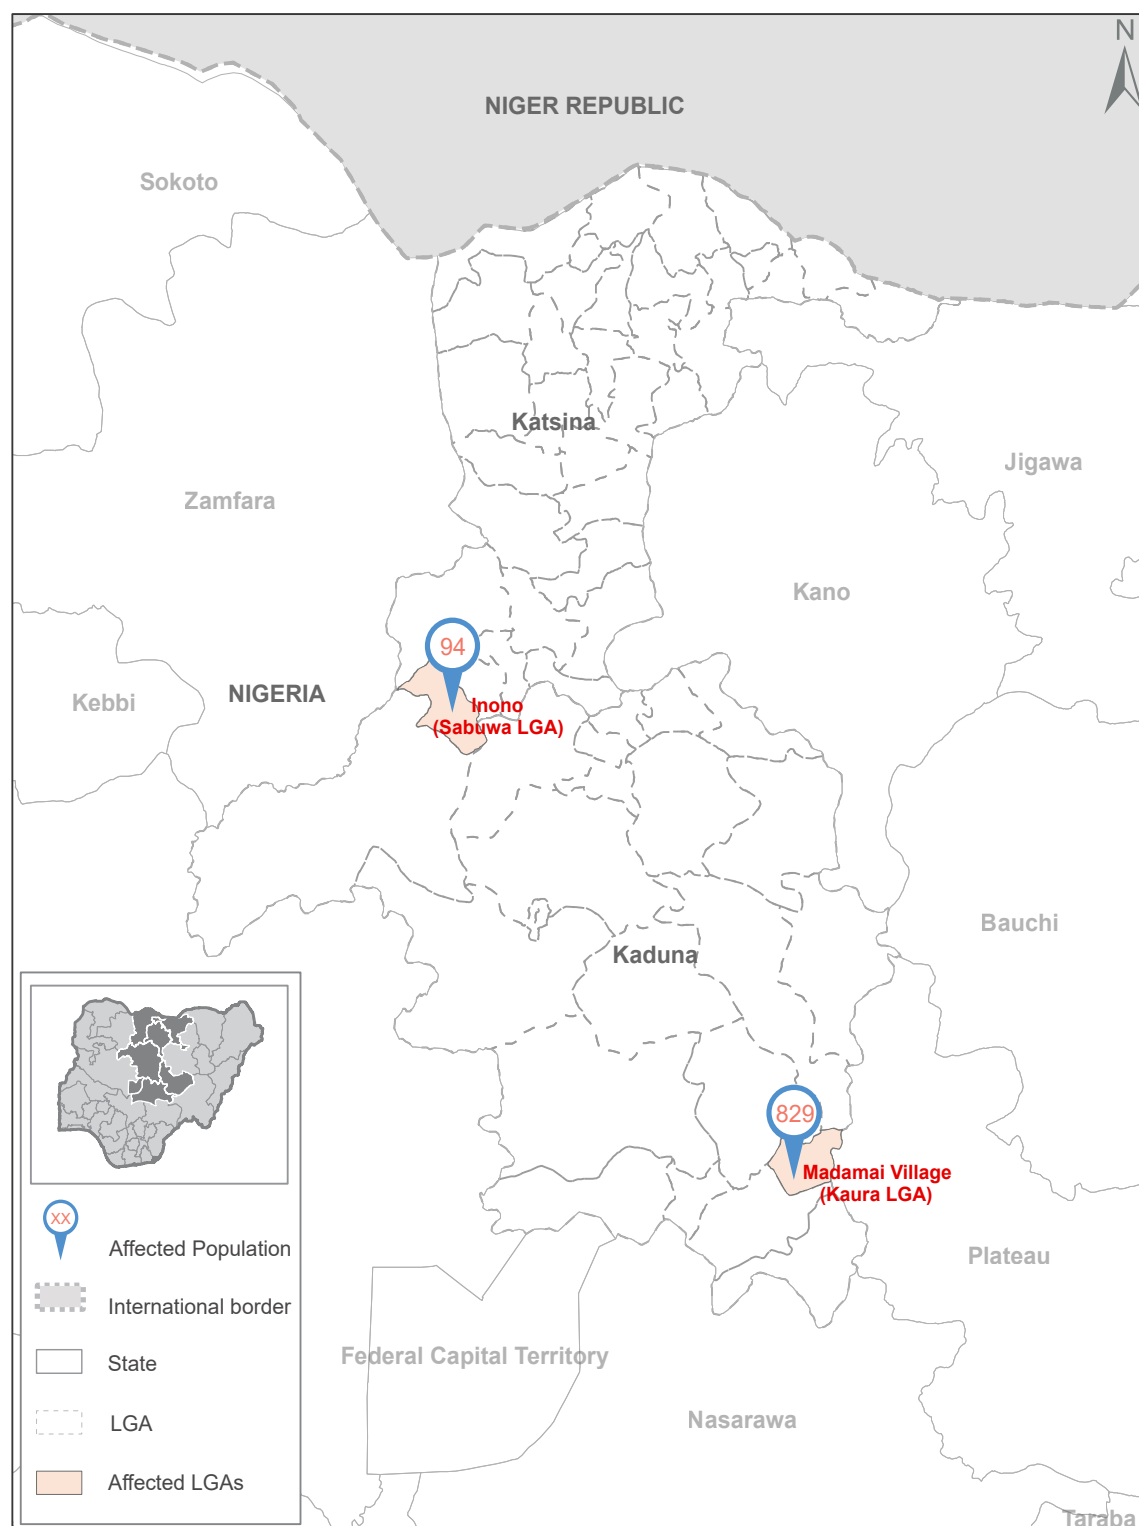 N
NIGER REPUBLIC
Sokoto
Katsina
Jigawa
Zamfara
Kano
94
Kebbi
NIGERIA
Inono
(Sabuwa LGA)
Bauchi
Kaduna
829
Madamai Village
(Kaura LGA)
Plateau
Federal Capital Territory
Nasarawa
Taraba
XX
Affected Population
International border
State
LGA
Affected LGAs